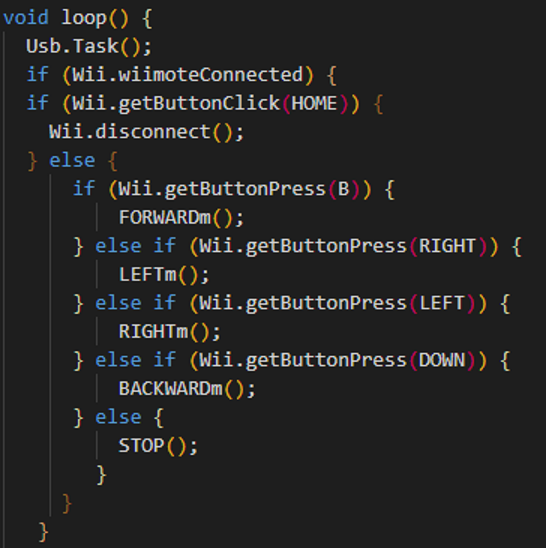 void loop() {
  Usb.Task();
  if (Wii.wiimoteConnected) {
  if (Wii.getButtonClick(HOME)) {
    Wii.disconnect();
  } else {
      if (Wii.getButtonPress(B)) {
          FORWARDm();
      } else if (Wii.getButtonPress(RIGHT)) {
          LEFTm();
      } else if (Wii.getButtonPress(LEFT)) {
          RIGHTm();
      } else if (Wii.getButtonPress(DOWN)) {
          BACKWARDm();
      } else {
          STOP();
        }
     }
   }